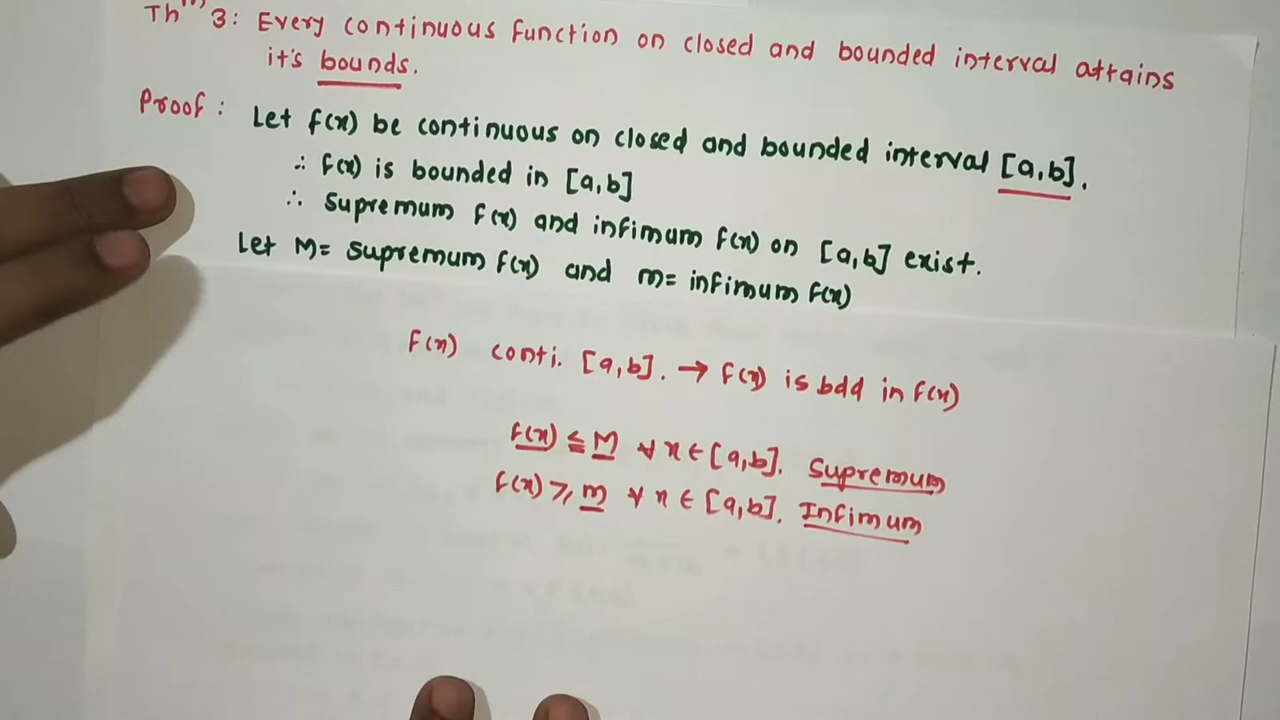 Thm 3: Every continuous function on closed and bounded interval attains
it's bounds.
Proof: Let f(x) be continuous on closed and bounded interval [a,b].
∴ f(x) is bounded in [a,b]
∴ supremum f(x) and infimum f(x) on [a,b] exist.
Let M= supremum f(x) and m= infimum f(x)
f(x) conti. [a,b]. → f(x) is bdd in f(x)
f(x) ≤ M ∀ x ∈ [a,b]. Supremum
f(x) ⩾ m ∀ x ∈ [a,b]. Infimum